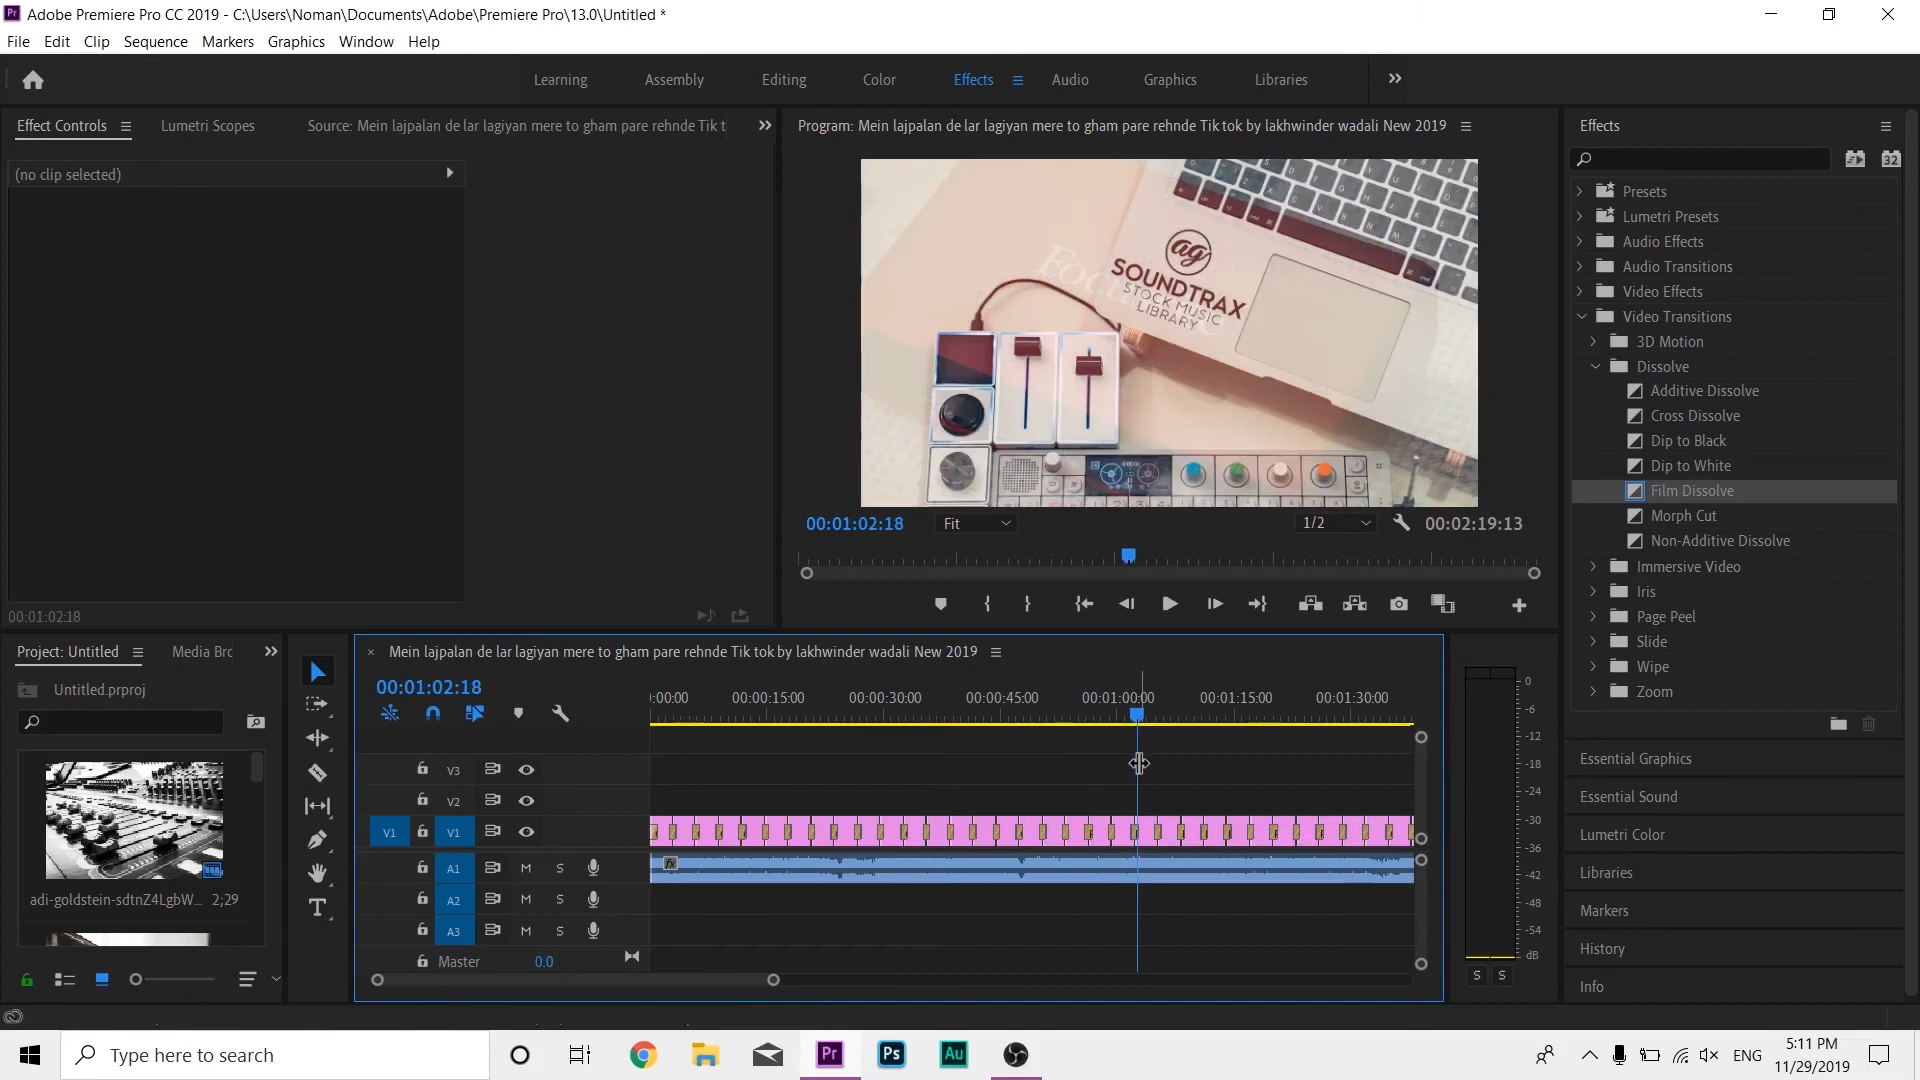 Adobe Premiere Pro CC 2019 - C:\Users\Noman\Documents\Adobe\Premiere Pro\13.0\Untitled *
File Edit Clip Sequence Markers Graphics Window Help
Learning Assembly Editing Color Effects Audio Graphics Libraries
Effect Controls Lumetri Scopes Source: Mein lajpalan de lar lagiyan mere to gham pare rehnde Tik t
(no clip selected)
00:01:02:18
Program: Mein lajpalan de lar lagiyan mere to gham pare rehnde Tik tok by lakhwinder wadali New 2019
ag
SOUNDTRAX
STOCK MUSIC
LIBRARY
00:01:02:18 Fit 1/2 00:02:19:13
Effects
32
Presets
Lumetri Presets
Audio Effects
Audio Transitions
Video Effects
Video Transitions
3D Motion
Dissolve
Additive Dissolve
Cross Dissolve
Dip to Black
Dip to White
Film Dissolve
Morph Cut
Non-Additive Dissolve
Immersive Video
Iris
Page Peel
Slide
Wipe
Zoom
Essential Graphics
Essential Sound
Lumetri Color
Libraries
Markers
History
Info
Project: Untitled Media Brc
Untitled.prproj
adi-goldstein-sdtnZ4LgbW... 2;29
Mein lajpalan de lar lagiyan mere to gham pare rehnde Tik tok by lakhwinder wadali New 2019
00:01:02:18
:00:00 00:00:15:00 00:00:30:00 00:00:45:00 00:01:00:00 00:01:15:00 00:01:30:00
V3
V2
V1 V1
A1 M S fx
A2 M S
A3 M S
Master 0.0
0
-6
-12
-18
-24
-30
-36
-42
-48
-54
dB
S S
Type here to search
Pr Ps Au
ENG
5:11 PM
11/29/2019